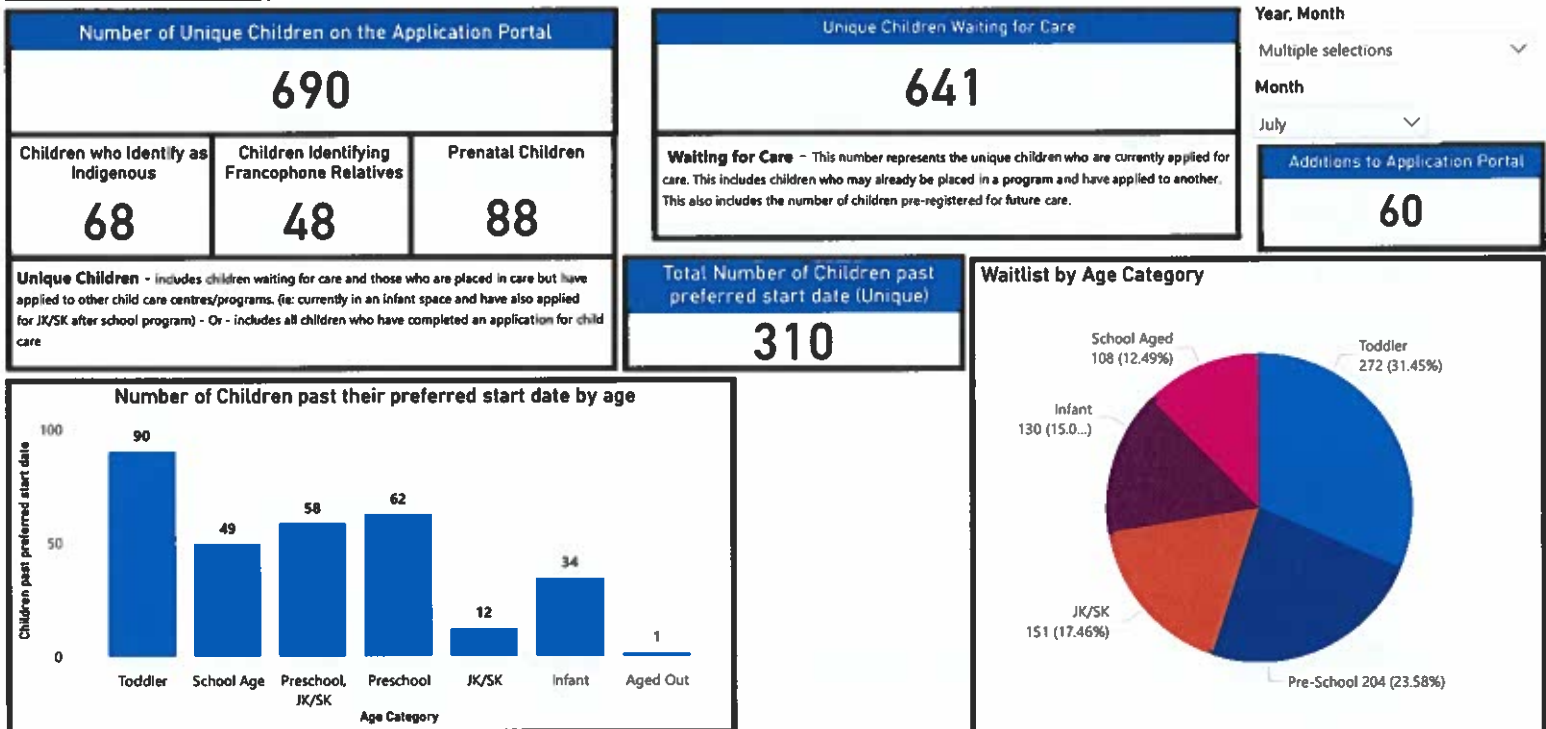 Number of Unique Children on the Application Portal
690
Children who Identify as
Indigenous
68
Children Identifying
Francophone Relatives
48
Prenatal Children
88
Unique Children - includes children waiting for care and those who are placed in care but have
applied to other child care centres/programs. (ie: currently in an infant space and have also applied
for JK/SK after school program) - Or - includes all children who have completed an application for child
care
Unique Children Waiting for Care
641
Waiting for Care - This number represents the unique children who are currently applied for
care. This includes children who may already be placed in a program and have applied to another.
This also includes the number of children pre-registered for future care.
Year, Month
Multiple selections
Month
July
Additions to Application Portal
60
Total Number of Children past
preferred start date (Unique)
310
Number of Children past their preferred start date by age
Children past preferred start date
100
50
0
90
49
58
62
12
34
1
Toddler
School Age
Preschool,
JK/SK
Preschool
JK/SK
Infant
Aged Out
Age Category
Waitlist by Age Category
School Aged
108 (12.49%)
Toddler
272 (31.45%)
Infant
130 (15.0...)
JK/SK
151 (17.46%)
Pre-School 204 (23.58%)